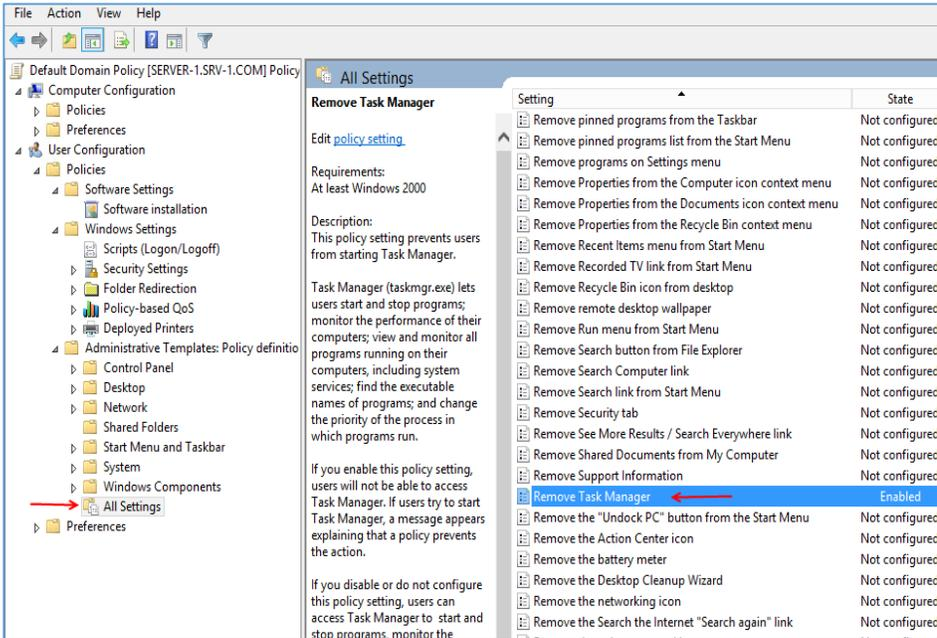 File Action View Help
Default Domain Policy [SERVER-1.SRV-1.COM] Policy
Computer Configuration
Policies
Preferences
User Configuration
Policies
Software Settings
Software installation
Windows Settings
Scripts (Logon/Logoff)
Security Settings
Folder Redirection
Policy-based QoS
Deployed Printers
Administrative Templates: Policy definitio
Control Panel
Desktop
Network
Shared Folders
Start Menu and Taskbar
System
Windows Components
All Settings
Preferences
All Settings
Remove Task Manager
Edit policy setting
Requirements:
At least Windows 2000
Description:
This policy setting prevents users
from starting Task Manager.
Task Manager (taskmgr.exe) lets
users start and stop programs;
monitor the performance of their
computers; view and monitor all
programs running on their
computers, including system
services; find the executable
names of programs; and change
the priority of the process in
which programs run.
If you enable this policy setting,
users will not be able to access
Task Manager. If users try to start
Task Manager, a message appears
explaining that a policy prevents
the action.
If you disable or do not configure
this policy setting, users can
access Task Manager to start and
stop programs, monitor the
Setting State
Remove pinned programs from the Taskbar Not configured
Remove pinned programs list from the Start Menu Not configured
Remove programs on Settings menu Not configured
Remove Properties from the Computer icon context menu Not configured
Remove Properties from the Documents icon context menu Not configured
Remove Properties from the Recycle Bin context menu Not configured
Remove Recent Items menu from Start Menu Not configured
Remove Recorded TV link from Start Menu Not configured
Remove Recycle Bin icon from desktop Not configured
Remove remote desktop wallpaper Not configured
Remove Run menu from Start Menu Not configured
Remove Search button from File Explorer Not configured
Remove Search Computer link Not configured
Remove Search link from Start Menu Not configured
Remove Security tab Not configured
Remove See More Results / Search Everywhere link Not configured
Remove Shared Documents from My Computer Not configured
Remove Support Information Not configured
Remove Task Manager Enabled
Remove the "Undock PC" button from the Start Menu Not configured
Remove the Action Center icon Not configured
Remove the battery meter Not configured
Remove the Desktop Cleanup Wizard Not configured
Remove the networking icon Not configured
Remove the Search the Internet "Search again" link Not configured